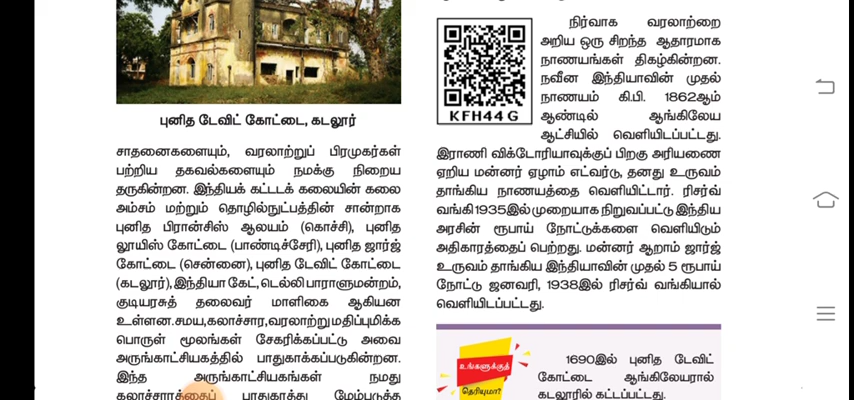 புனித டேவிட் கோட்டை, கடலூர்
சாதனைகளையும், வரலாற்றுப் பிரமுகர்கள்
பற்றிய தகவல்களையும் நமக்கு நிறைய
தருகின்றன. இந்தியக் கட்டடக் கலையின் கலை
அம்சம் மற்றும் தொழில்நுட்பத்தின் சான்றாக
புனித பிரான்சிஸ் ஆலயம் (கொச்சி), புனித
லூயிஸ் கோட்டை (பாண்டிச்சேரி), புனித ஜார்ஜ்
கோட்டை (சென்னை), புனித டேவிட் கோட்டை
(கடலூர்), இந்தியா கேட், டெல்லி பாராளுமன்றம்,
குடியரசுத் தலைவர் மாளிகை ஆகியன
உள்ளன. சமய, கலாச்சார, வரலாற்று மதிப்புமிக்க
பொருள் மூலங்கள் சேகரிக்கப்பட்டு அவை
அருங்காட்சியகத்தில் பாதுகாக்கப்படுகின்றன.
இந்த அருங்காட்சியகங்கள் நமது
கலாச்சாரத்தைப் பாதுகாத்து மேம்படுத்த
நிர்வாக வரலாற்றை
அறிய ஒரு சிறந்த ஆதாரமாக
நாணயங்கள் திகழ்கின்றன.
நவீன இந்தியாவின் முதல்
நாணயம் கி.பி. 1862ஆம்
ஆண்டில் ஆங்கிலேய
ஆட்சியில் வெளியிடப்பட்டது.
KFH44G
இராணி விக்டோரியாவுக்குப் பிறகு அரியணை
ஏறிய மன்னர் ஏழாம் எட்வர்டு, தனது உருவம்
தாங்கிய நாணயத்தை வெளியிட்டார். ரிசர்வ்
வங்கி 1935இல் முறையாக நிறுவப்பட்டு இந்திய
அரசின் ரூபாய் நோட்டுக்களை வெளியிடும்
அதிகாரத்தைப் பெற்றது. மன்னர் ஆறாம் ஜார்ஜ்
உருவம் தாங்கிய இந்தியாவின் முதல் 5 ரூபாய்
நோட்டு ஜனவரி, 1938இல் ரிசர்வ் வங்கியால்
வெளியிடப்பட்டது.
உங்களுக்குத்
தெரியுமா?
1690இல் புனித டேவிட்
கோட்டை ஆங்கிலேயரால்
கடலூரில் கட்டப்பட்டது.